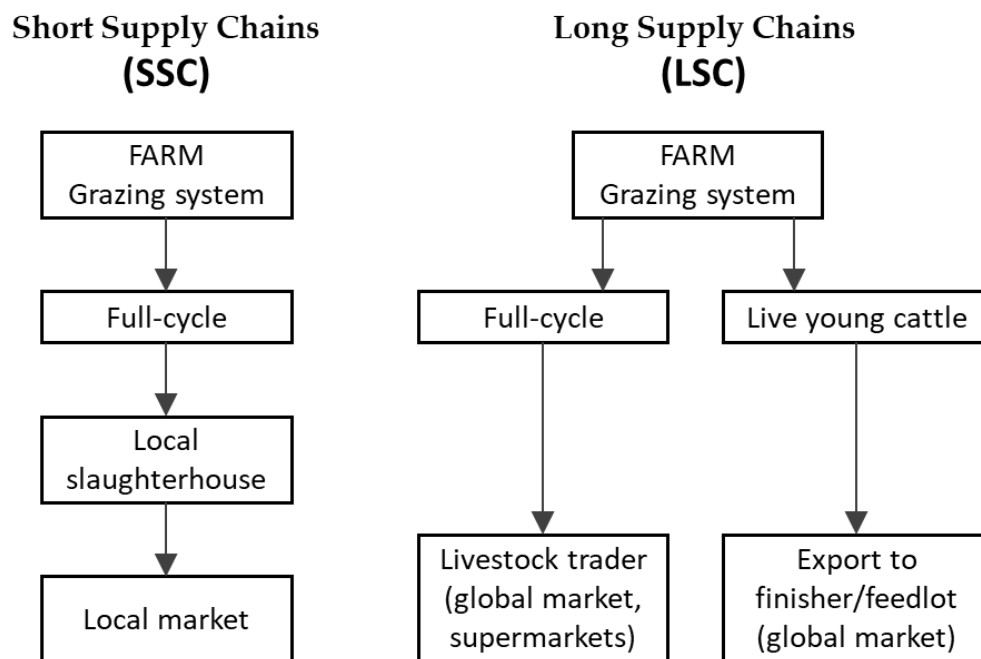 Short Supply Chains
(SSC)
FARM
Grazing system
Full-cycle
Local
slaughterhouse
Local market
Long Supply Chains
(LSC)
FARM
Grazing system
Full-cycle
Livestock trader
(global market,
supermarkets)
Live young cattle
Export to
finisher/feedlot
(global market)